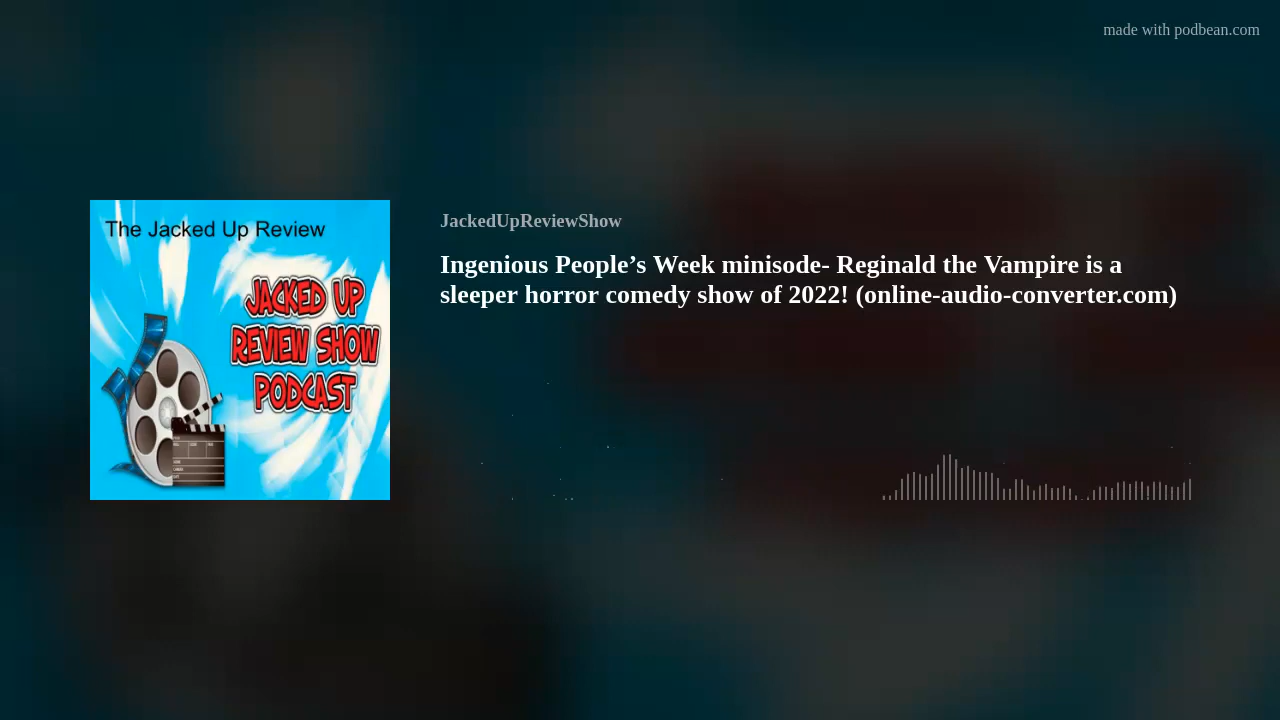 made with podbean.com
The Jacked Up Review
JACKED UP
REVIEW SHOW
PODCAST
JackedUpReviewShow
Ingenious People’s Week minisode- Reginald the Vampire is a
sleeper horror comedy show of 2022! (online-audio-converter.com)